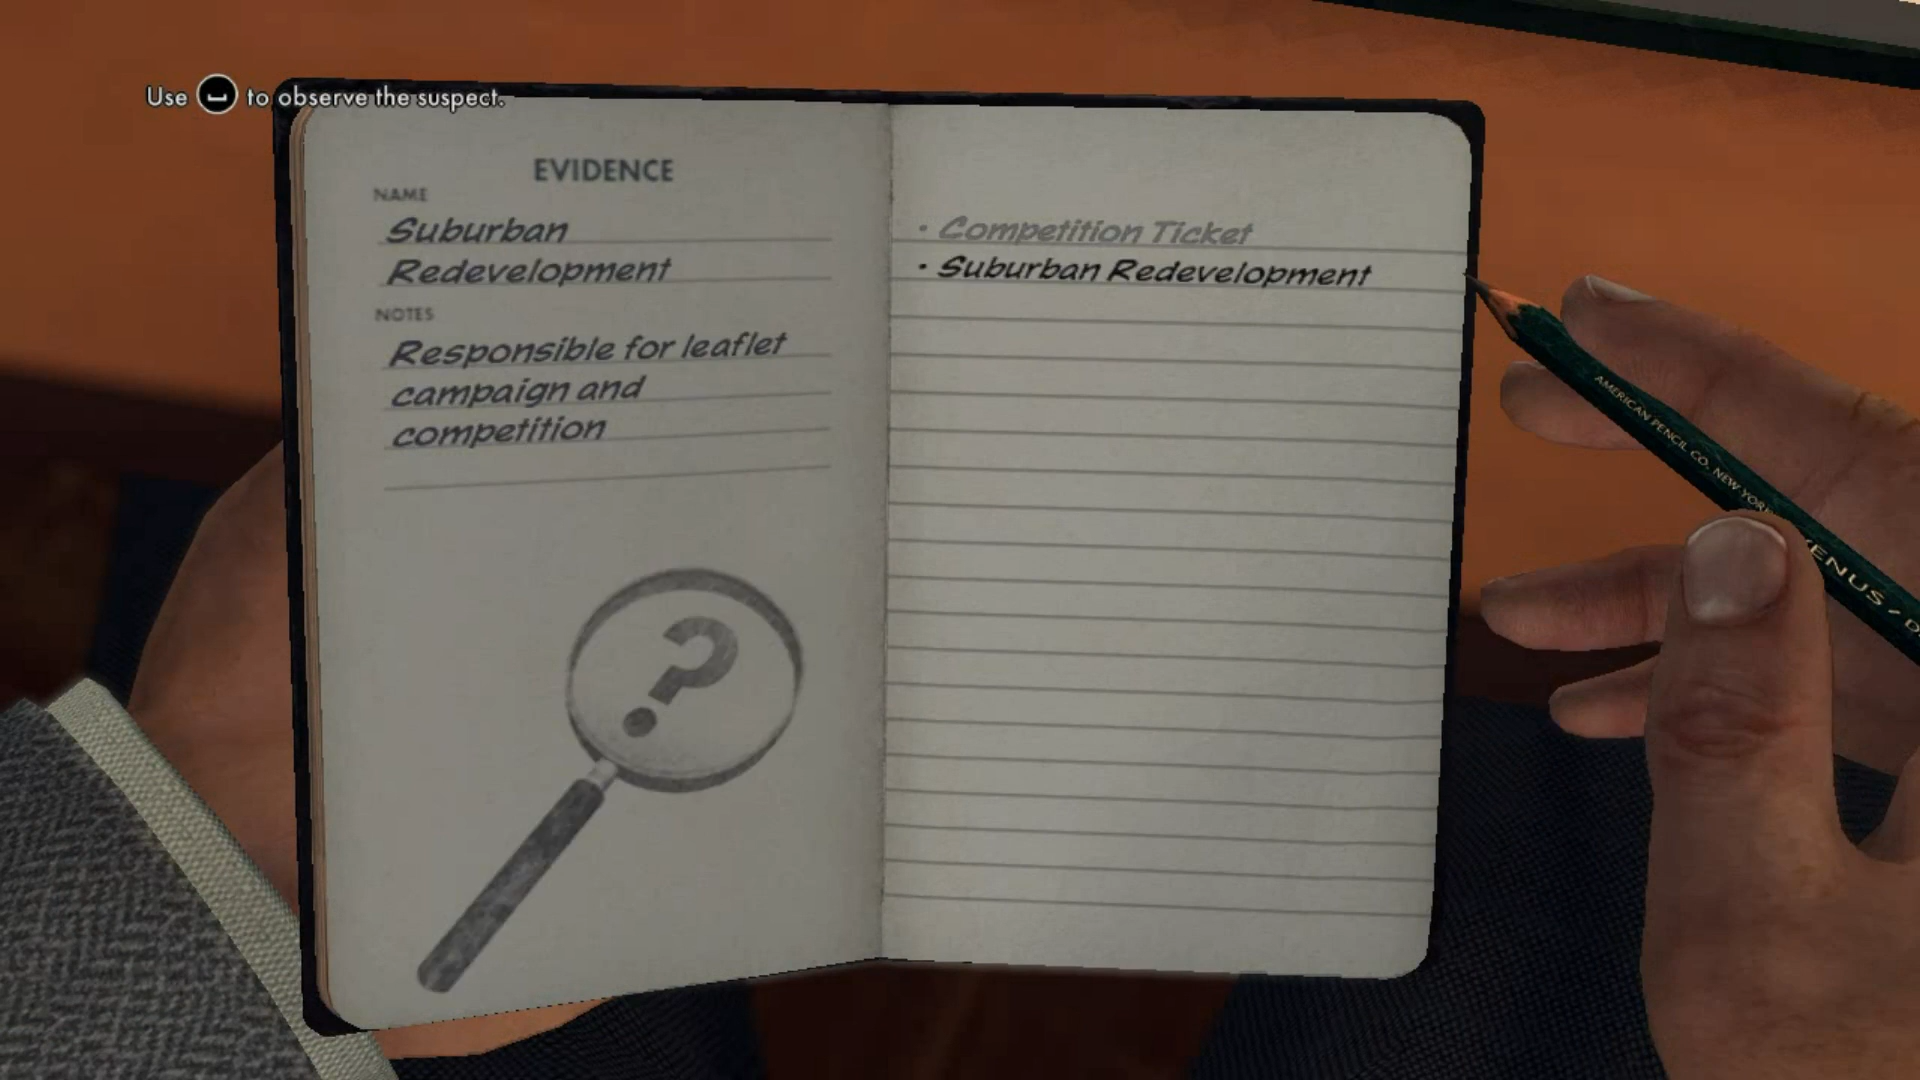 Use to observe the suspect.
EVIDENCE
NAME
Suburban
Redevelopment
NOTES
Responsible for leaflet
campaign and
competition
?
• Competition Ticket
• Suburban Redevelopment
AMERICAN PENCIL CO. NEW YORK
VENUS / D